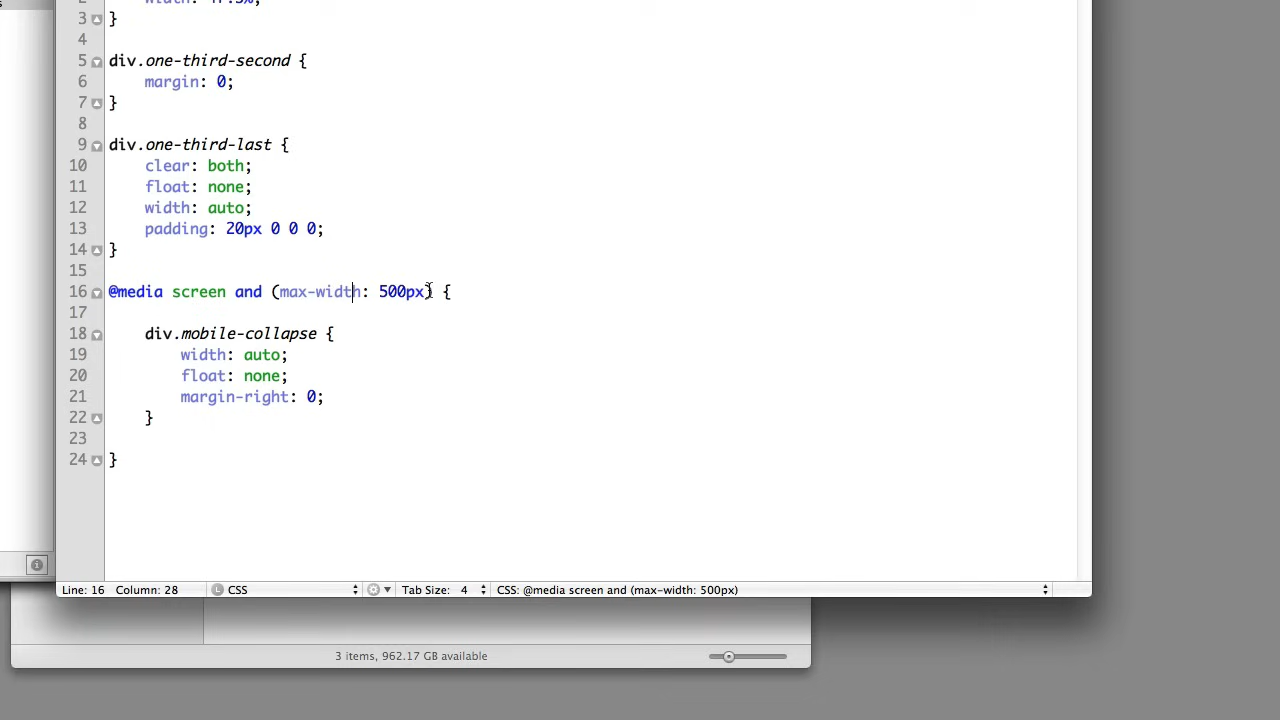 3 }
4
5 div.one-third-second {
6 margin: 0;
7 }
8
9 div.one-third-last {
10 clear: both;
11 float: none;
12 width: auto;
13 padding: 20px 0 0 0;
14 }
15
16 @media screen and (max-width: 500px) {
17
18 div.mobile-collapse {
19 width: auto;
20 float: none;
21 margin-right: 0;
22 }
23
24 }
Line: 16 Column: 28 L CSS Tab Size: 4 CSS: @media screen and (max-width: 500px)
3 items, 962.17 GB available